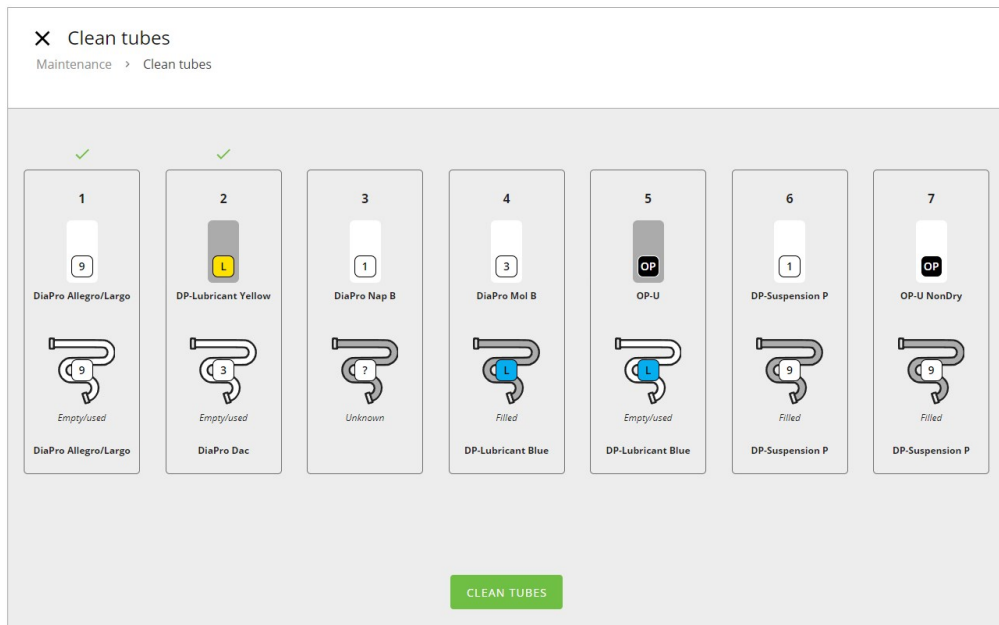 Clean tubes
Maintenance > Clean tubes
1 2 3 4 5 6 7
9 L 1 3 OP 1 OP
DiaPro Allegro/Largo DP-Lubricant Yellow DiaPro Nap B DiaPro Mol B OP-U DP-Suspension P OP-U NonDry
9 3 ? L L 9 9
Empty/used Empty/used Unknown Filled Empty/used Filled Filled
DiaPro Allegro/Largo DiaPro Dac DP-Lubricant Blue DP-Lubricant Blue DP-Suspension P DP-Suspension P
CLEAN TUBES